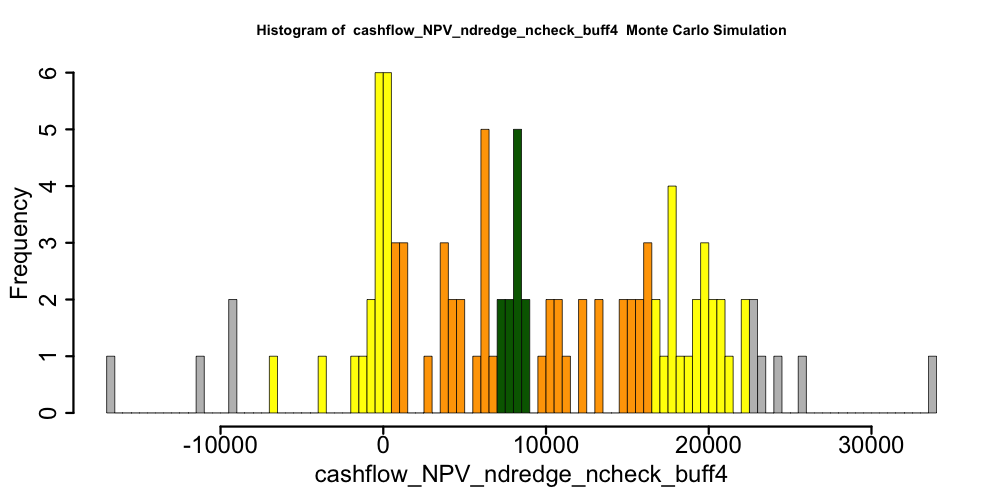 Histogram of  cashflow_NPV_ndredge_ncheck_buff4  Monte Carlo Simulation
Frequency
6
5
4
3
2
1
0
-10000 0 10000 20000 30000
cashflow_NPV_ndredge_ncheck_buff4